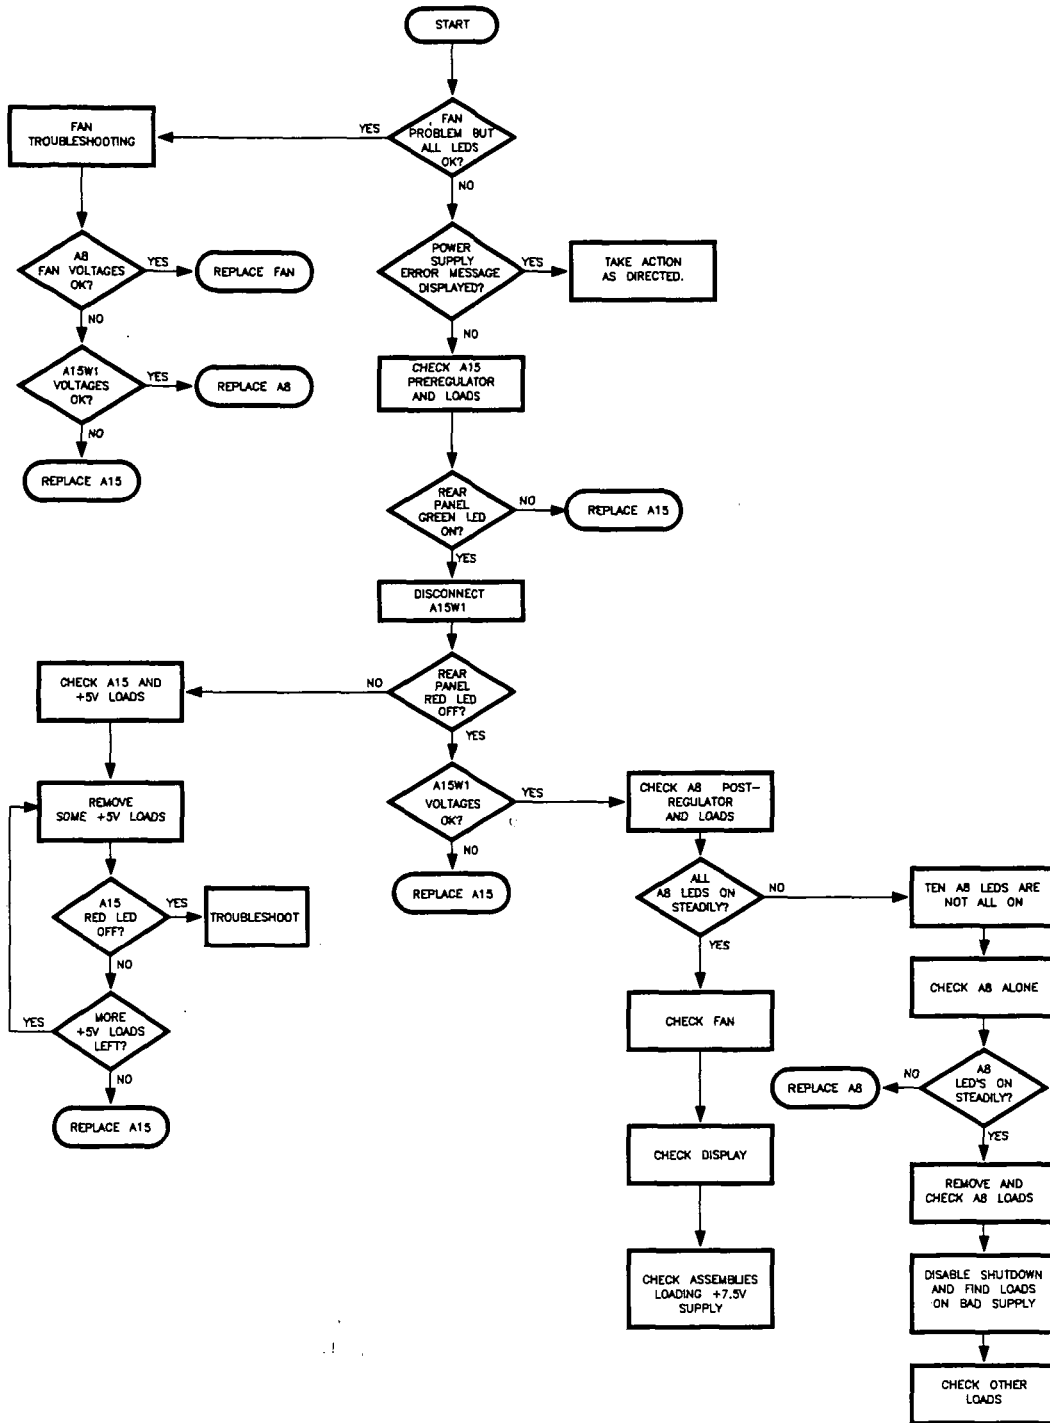 START
FAN
PROBLEM BUT
ALL LEDS
OK?
YES
NO
FAN
TROUBLESHOOTING
A8
FAN VOLTAGES
OK?
YES
NO
REPLACE FAN
A15W1
VOLTAGES
OK?
YES
NO
REPLACE A8
REPLACE A15
POWER
SUPPLY
ERROR MESSAGE
DISPLAYED?
YES
NO
TAKE ACTION
AS DIRECTED.
CHECK A15
PREREGULATOR
AND LOADS
REAR
PANEL
GREEN LED
ON?
NO
YES
REPLACE A15
DISCONNECT
A15W1
REAR
PANEL
RED LED
OFF?
NO
YES
CHECK A15 AND
+5V LOADS
REMOVE
SOME +5V LOADS
A15
RED LED
OFF?
YES
NO
TROUBLESHOOT
MORE
+5V LOADS
LEFT?
YES
NO
REPLACE A15
A15W1
VOLTAGES
OK?
YES
NO
REPLACE A15
CHECK A8 POST-
REGULATOR
AND LOADS
ALL
A8 LEDS ON
STEADILY?
NO
YES
CHECK FAN
CHECK DISPLAY
CHECK ASSEMBLIES
LOADING +7.5V
SUPPLY
TEN A8 LEDS ARE
NOT ALL ON
CHECK A8 ALONE
A8
LED'S ON
STEADILY?
NO
YES
REPLACE A8
REMOVE AND
CHECK A8 LOADS
DISABLE SHUTDOWN
AND FIND LOADS
ON BAD SUPPLY
CHECK OTHER
LOADS